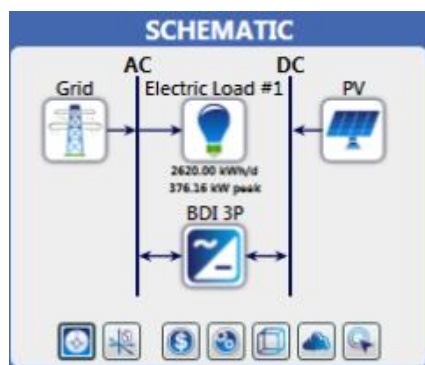 SCHEMATIC
AC DC
Grid Electric Load #1 PV
2620.00 kWh/d
376.16 kW peak
BDI 3P